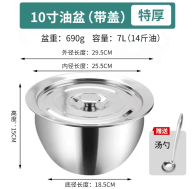 10寸油盆（带盖） 特厚
盆重：690g 容量：7L（14斤油）
外径长度：29.5CM
内径长度：25.5CM
高度：15CM
赠送
汤勺
底径长度：18.5CM